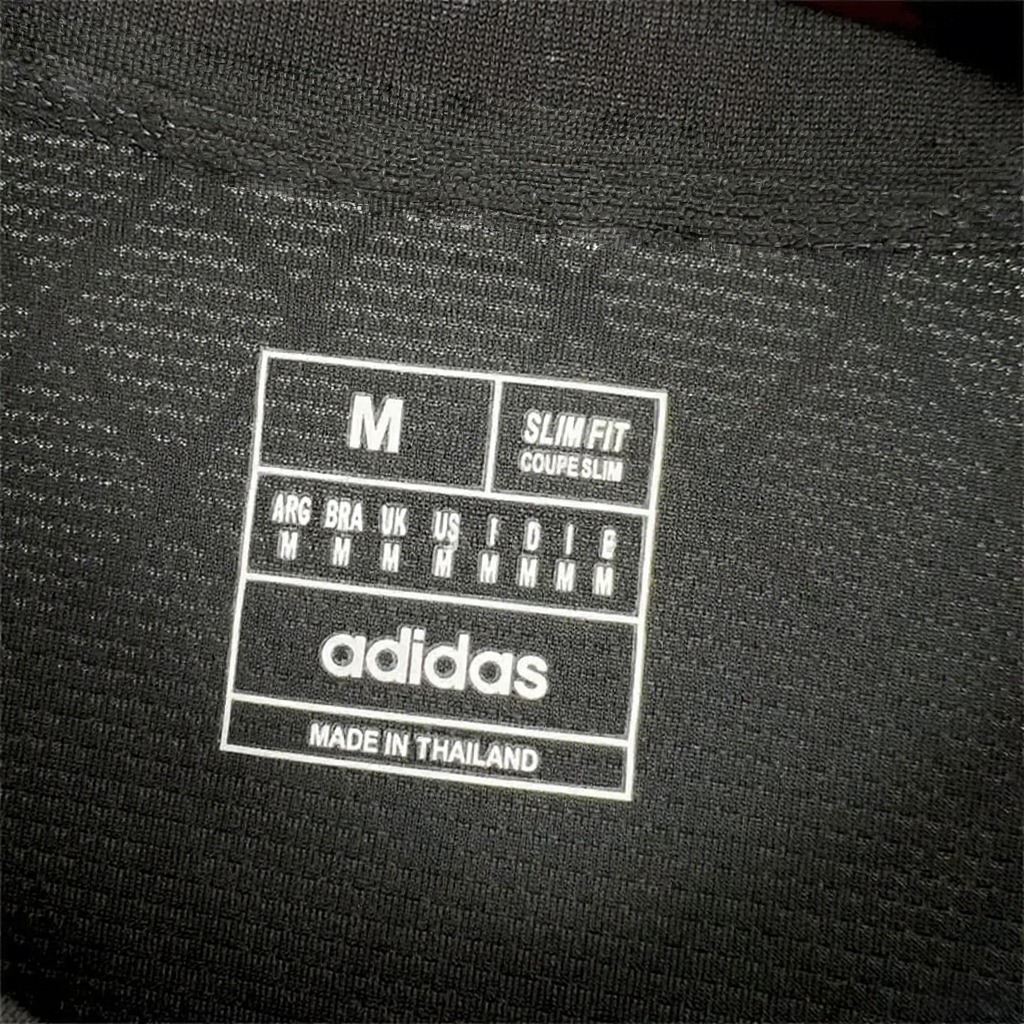 M
SLIM FIT
COUPE SLIM
ARG BRA UK US I D I
M M M M M M M M
adidas
MADE IN THAILAND